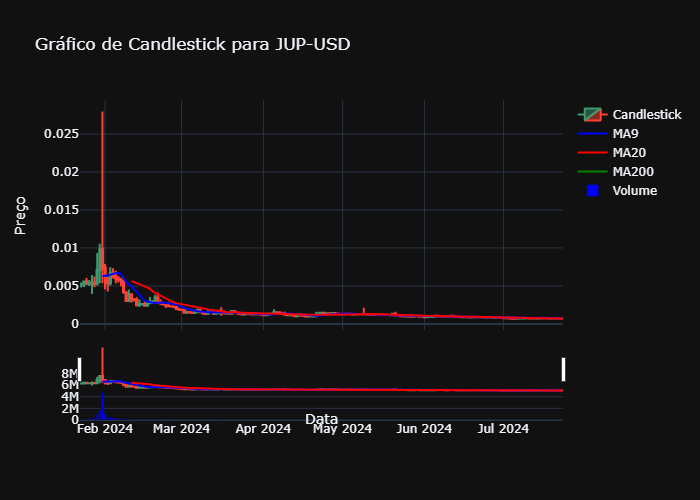 Gráfico de Candlestick para JUP-USD
Candlestick
MA9
MA20
MA200
Volume
Preço
0.025
0.02
0.015
0.01
0.005
0
8M
6M
4M
2M
0
Data
Feb 2024 Mar 2024 Apr 2024 May 2024 Jun 2024 Jul 2024